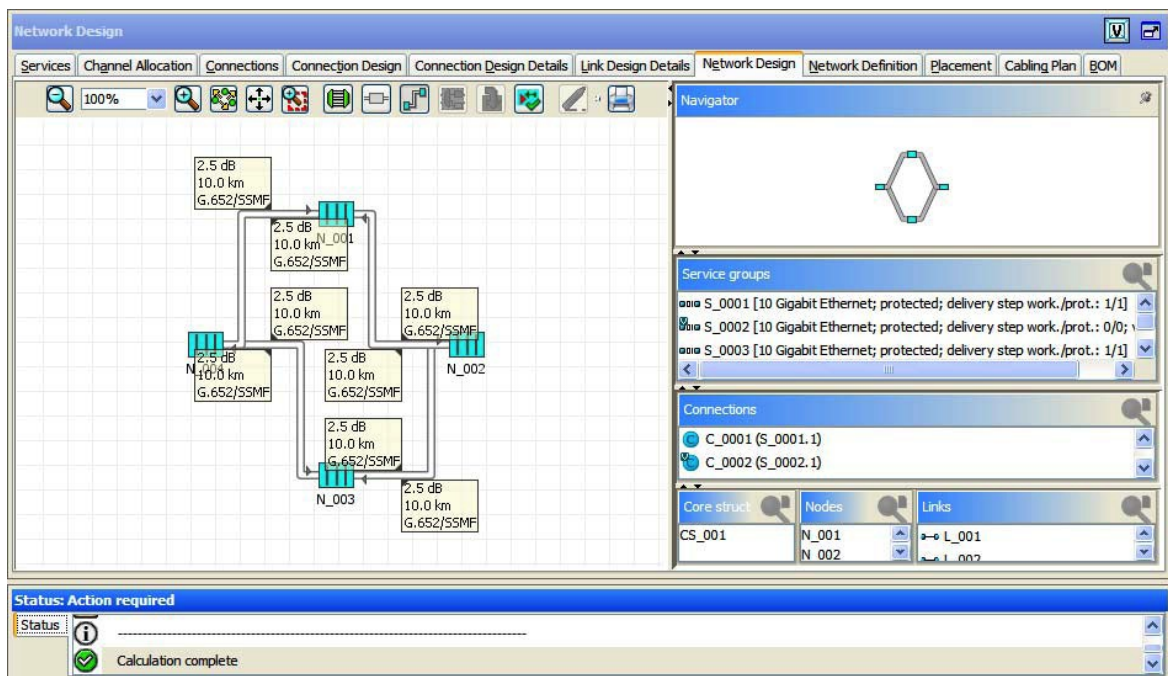 Network Design
Services Channel Allocation Connections Connection Design Connection Design Details Link Design Details Network Design Network Definition Placement Cabling Plan BOM
100%
Navigator
2.5 dB
10.0 km
G.652/SSMF
2.5 dB
10.0 km
G.652/SSMF
N_001
2.5 dB
10.0 km
G.652/SSMF
2.5 dB
10.0 km
G.652/SSMF
2.5 dB
10.0 km
G.652/SSMF
N_004
2.5 dB
10.0 km
G.652/SSMF
N_002
2.5 dB
10.0 km
G.652/SSMF
N_003
2.5 dB
10.0 km
G.652/SSMF
Service groups
S_0001 [10 Gigabit Ethernet; protected; delivery step work./prot.: 1/1]
S_0002 [10 Gigabit Ethernet; protected; delivery step work./prot.: 0/0;
S_0003 [10 Gigabit Ethernet; protected; delivery step work./prot.: 1/1]
Connections
C_0001 (S_0001.1)
C_0002 (S_0002.1)
Core struct
CS_001
Nodes
N_001
N_002
Links
L_001
L_002
Status: Action required
Status
Calculation complete